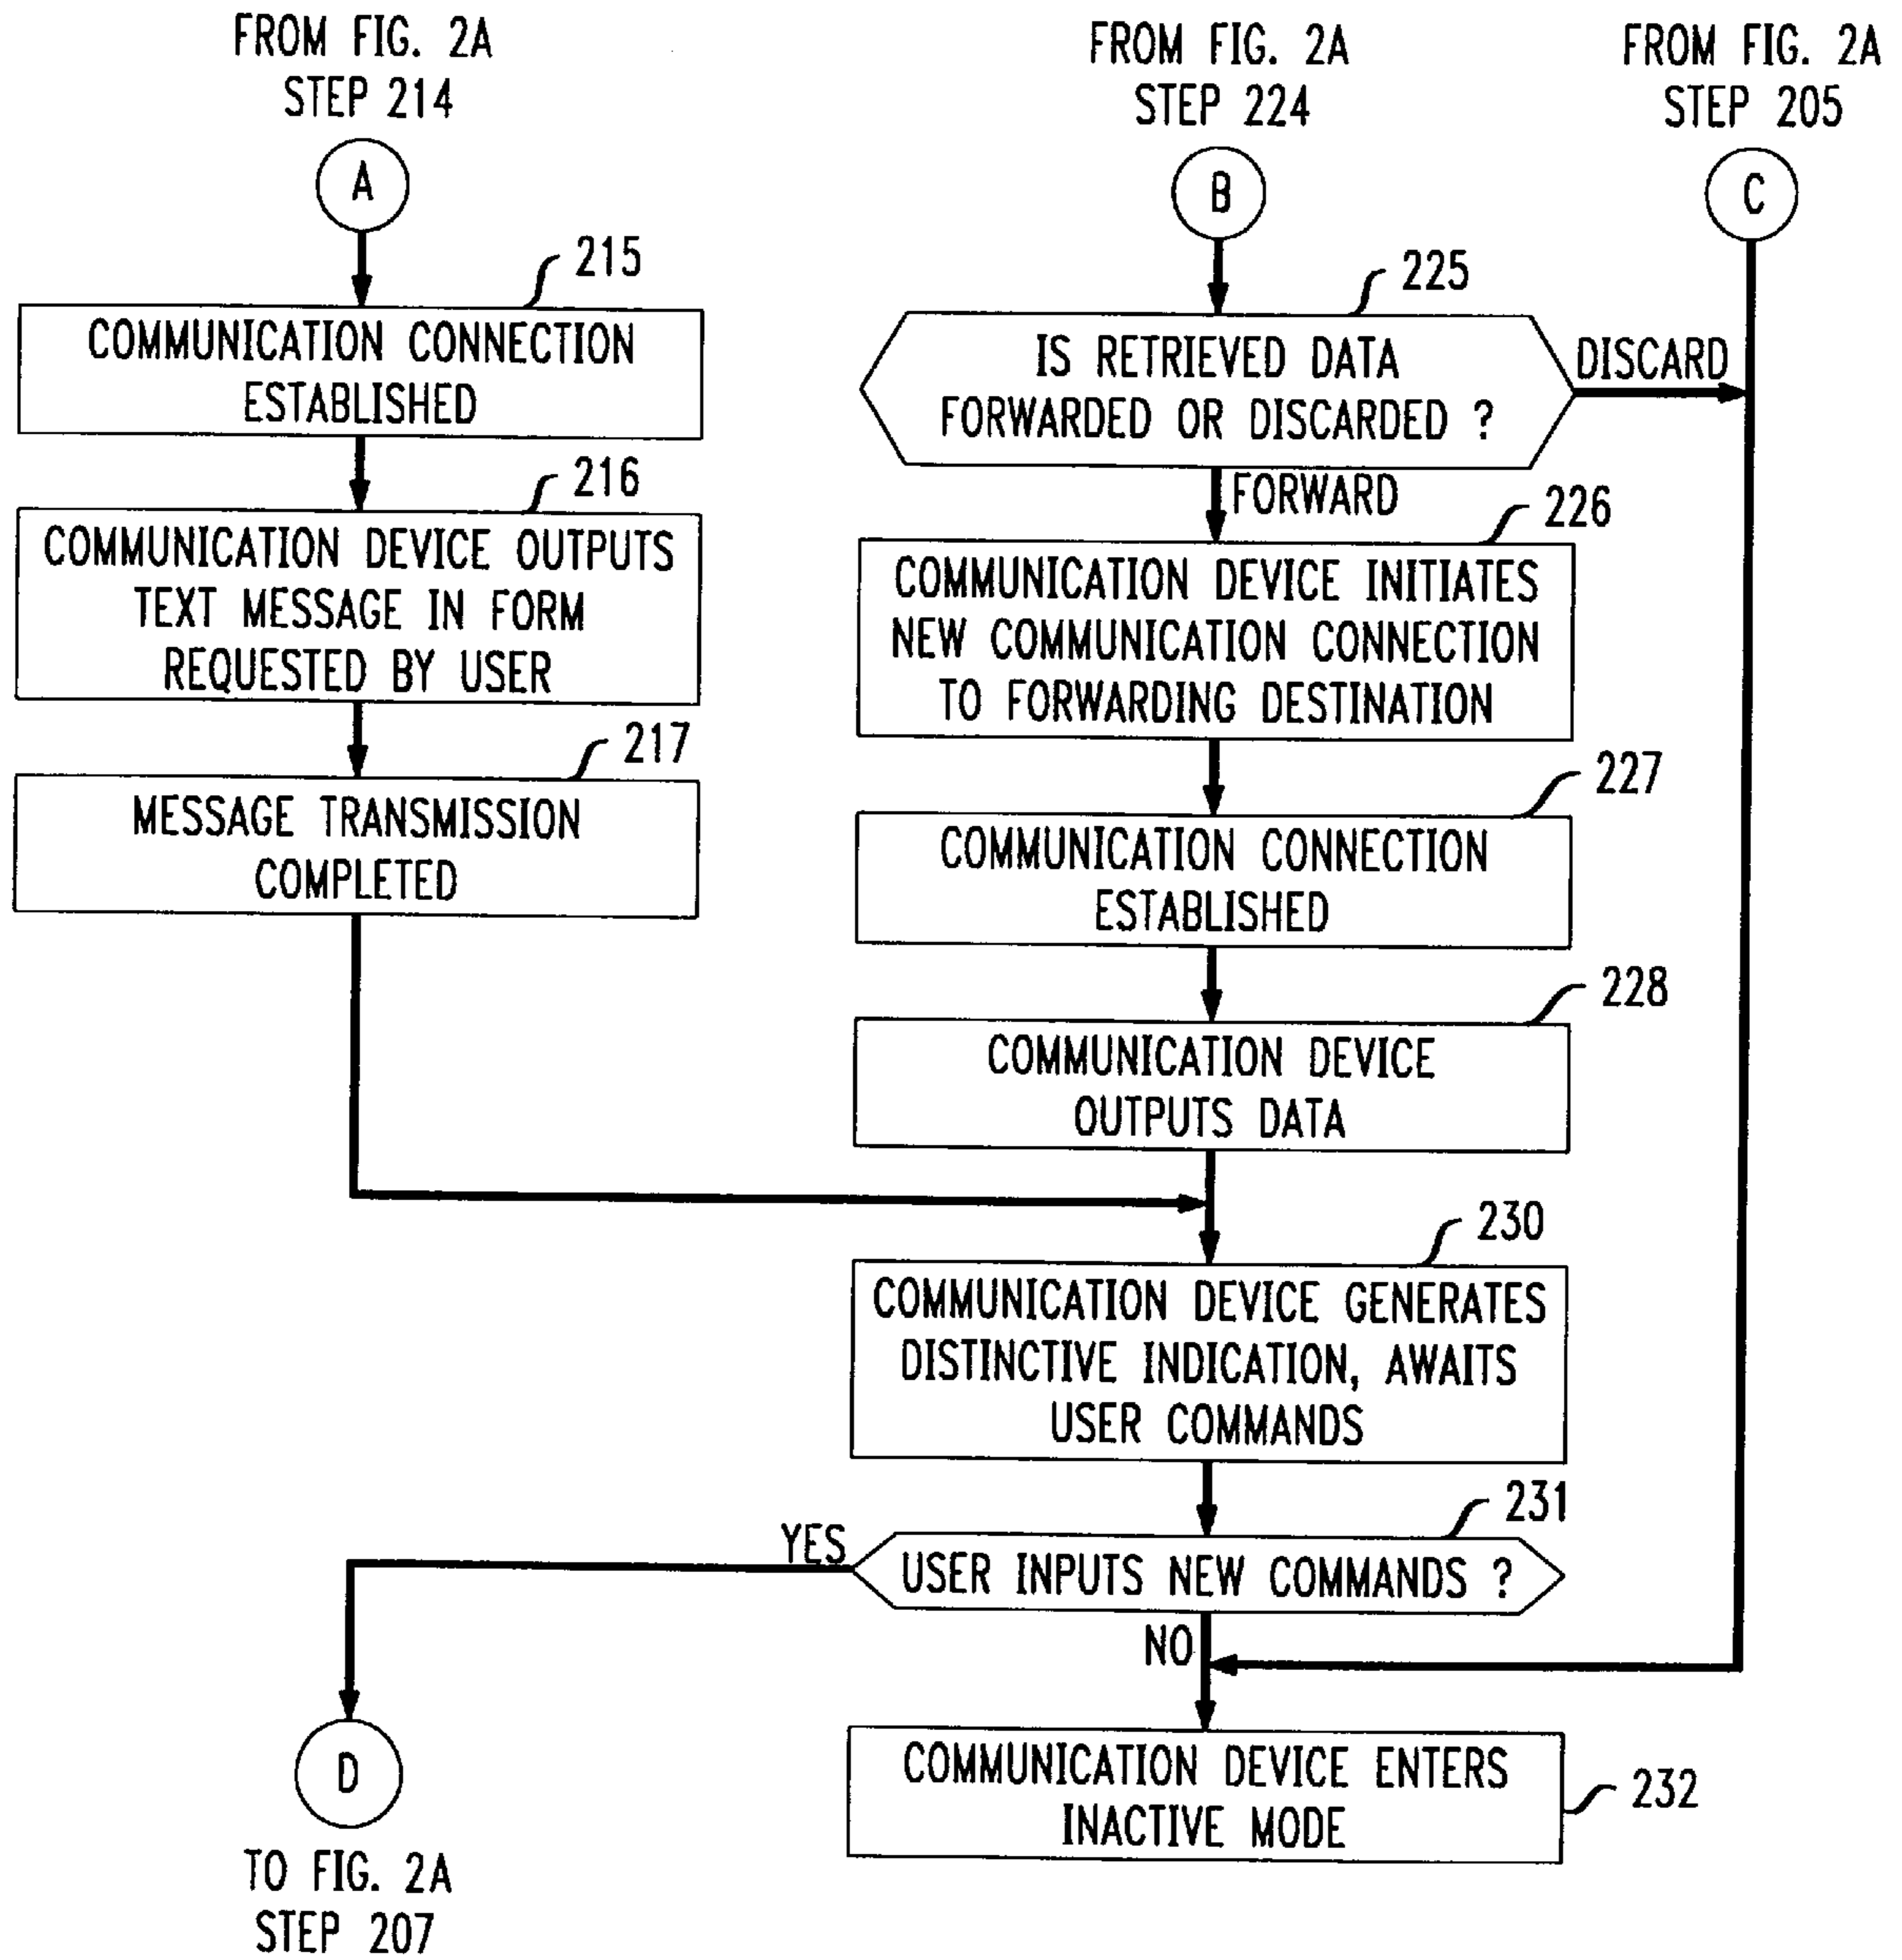 FROM FIG. 2A
STEP 214
A
215
COMMUNICATION CONNECTION
ESTABLISHED
216
COMMUNICATION DEVICE OUTPUTS
TEXT MESSAGE IN FORM
REQUESTED BY USER
217
MESSAGE TRANSMISSION
COMPLETED
FROM FIG. 2A
STEP 224
B
225
IS RETRIEVED DATA
FORWARDED OR DISCARDED ?
DISCARD
FORWARD
226
COMMUNICATION DEVICE INITIATES
NEW COMMUNICATION CONNECTION
TO FORWARDING DESTINATION
227
COMMUNICATION CONNECTION
ESTABLISHED
228
COMMUNICATION DEVICE
OUTPUTS DATA
230
COMMUNICATION DEVICE GENERATES
DISTINCTIVE INDICATION, AWAITS
USER COMMANDS
231
USER INPUTS NEW COMMANDS ?
YES
NO
FROM FIG. 2A
STEP 205
C
COMMUNICATION DEVICE ENTERS
INACTIVE MODE
232
D
TO FIG. 2A
STEP 207